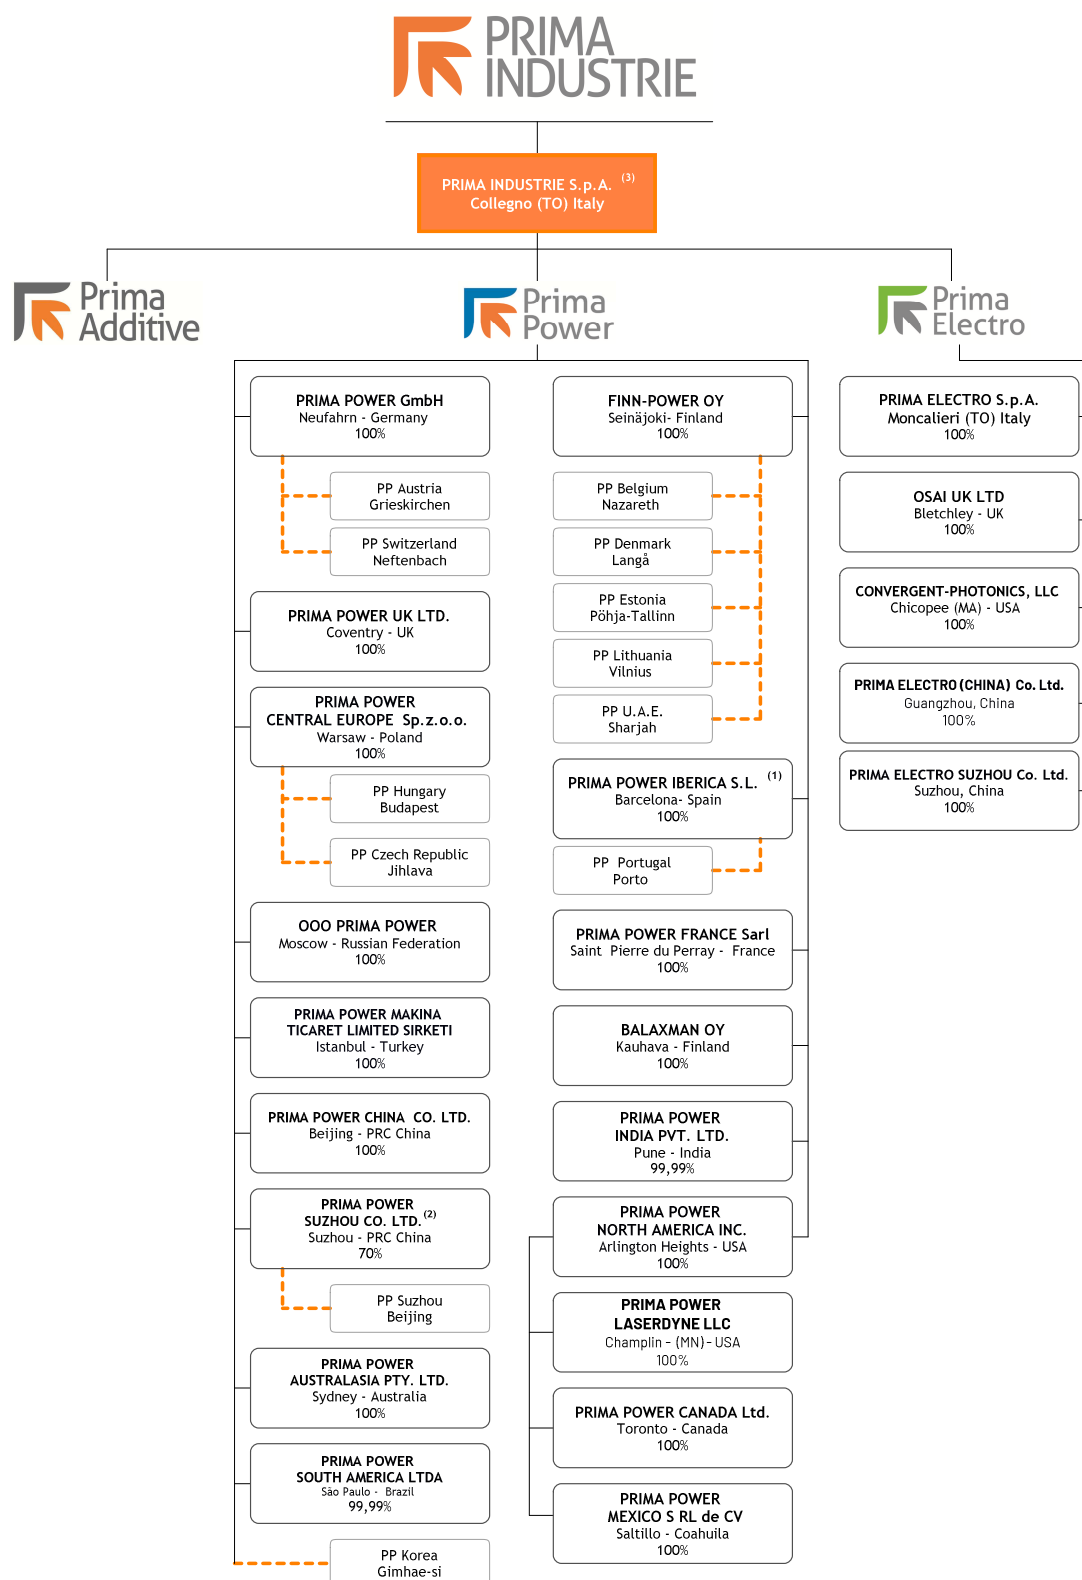 PRIMA
INDUSTRIE
PRIMA INDUSTRIE S.p.A. (3)
Collegno (TO) Italy
Prima
Additive
Prima
Power
Prima
Electro
PRIMA POWER GmbH
Neufahrn - Germany
100%
PP Austria
Grieskirchen
PP Switzerland
Neftenbach
PRIMA POWER UK LTD.
Coventry - UK
100%
PRIMA POWER
CENTRAL EUROPE Sp.z.o.o.
Warsaw - Poland
100%
PP Hungary
Budapest
PP Czech Republic
Jihlava
OOO PRIMA POWER
Moscow - Russian Federation
100%
PRIMA POWER MAKINA
TICARET LIMITED SIRKETI
Istanbul - Turkey
100%
PRIMA POWER CHINA CO. LTD.
Beijing - PRC China
100%
PRIMA POWER
SUZHOU CO. LTD. (2)
Suzhou - PRC China
70%
PP Suzhou
Beijing
PRIMA POWER
AUSTRALASIA PTY. LTD.
Sydney - Australia
100%
PRIMA POWER
SOUTH AMERICA LTDA
São Paulo - Brazil
99,99%
PP Korea
Gimhae-si
FINN-POWER OY
Seinäjoki- Finland
100%
PP Belgium
Nazareth
PP Denmark
Langå
PP Estonia
Pöhja-Tallinn
PP Lithuania
Vilnius
PP U.A.E.
Sharjah
PRIMA POWER IBERICA S.L. (1)
Barcelona- Spain
100%
PP Portugal
Porto
PRIMA POWER FRANCE Sarl
Saint Pierre du Perray - France
100%
BALAXMAN OY
Kauhava - Finland
100%
PRIMA POWER
INDIA PVT. LTD.
Pune - India
99,99%
PRIMA POWER
NORTH AMERICA INC.
Arlington Heights - USA
100%
PRIMA POWER
LASERDYNE LLC
Champlin - (MN) - USA
100%
PRIMA POWER CANADA Ltd.
Toronto - Canada
100%
PRIMA POWER
MEXICO S RL de CV
Saltillo - Coahuila
100%
PRIMA ELECTRO S.p.A.
Moncalieri (TO) Italy
100%
OSAI UK LTD
Bletchley - UK
100%
CONVERGENT-PHOTONICS, LLC
Chicopee (MA) - USA
100%
PRIMA ELECTRO (CHINA) Co. Ltd.
Guangzhou, China
100%
PRIMA ELECTRO SUZHOU Co. Ltd.
Suzhou, China
100%